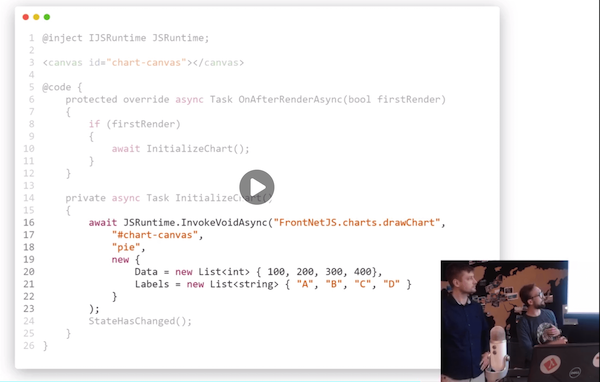 1 @inject IJSRuntime JSRuntime;
2
3 <canvas id="chart-canvas"></canvas>
4
5 @code {
6 protected override async Task OnAfterRenderAsync(bool firstRender)
7 {
8 if (firstRender)
9 {
10 await InitializeChart();
11 }
12 }
13
14 private async Task InitializeChart()
15 {
16 await JSRuntime.InvokeVoidAsync("FrontNetJS.charts.drawChart",
17 "#chart-canvas",
18 "pie",
19 new {
20 Data = new List<int> { 100, 200, 300, 400},
21 Labels = new List<string> { "A", "B", "C", "D" }
22 }
23 );
24 StateHasChanged();
25 }
26 }
DELL